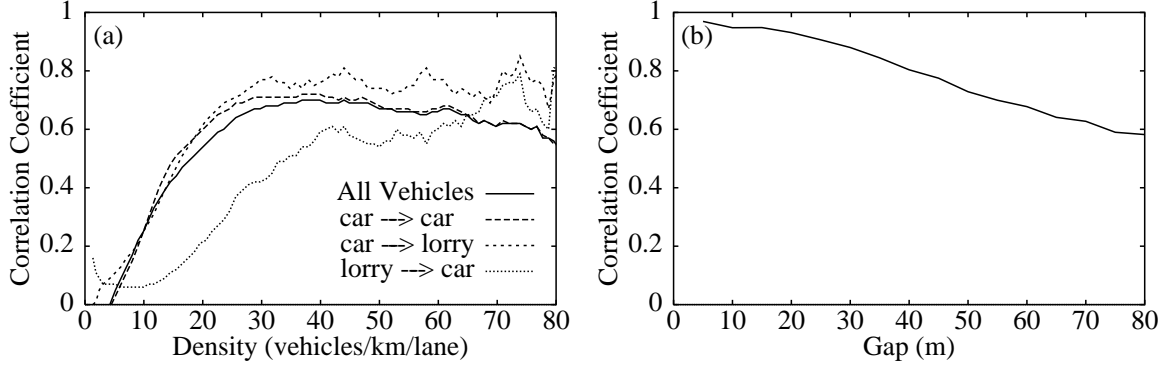 (a)
Correlation Coefficient
1
0.8
0.6
0.4
0.2
0
All Vehicles
car --> car
car --> lorry
lorry --> car
0 10 20 30 40 50 60 70 80
Density (vehicles/km/lane)
(b)
Correlation Coefficient
1
0.8
0.6
0.4
0.2
0
0 10 20 30 40 50 60 70 80
Gap (m)